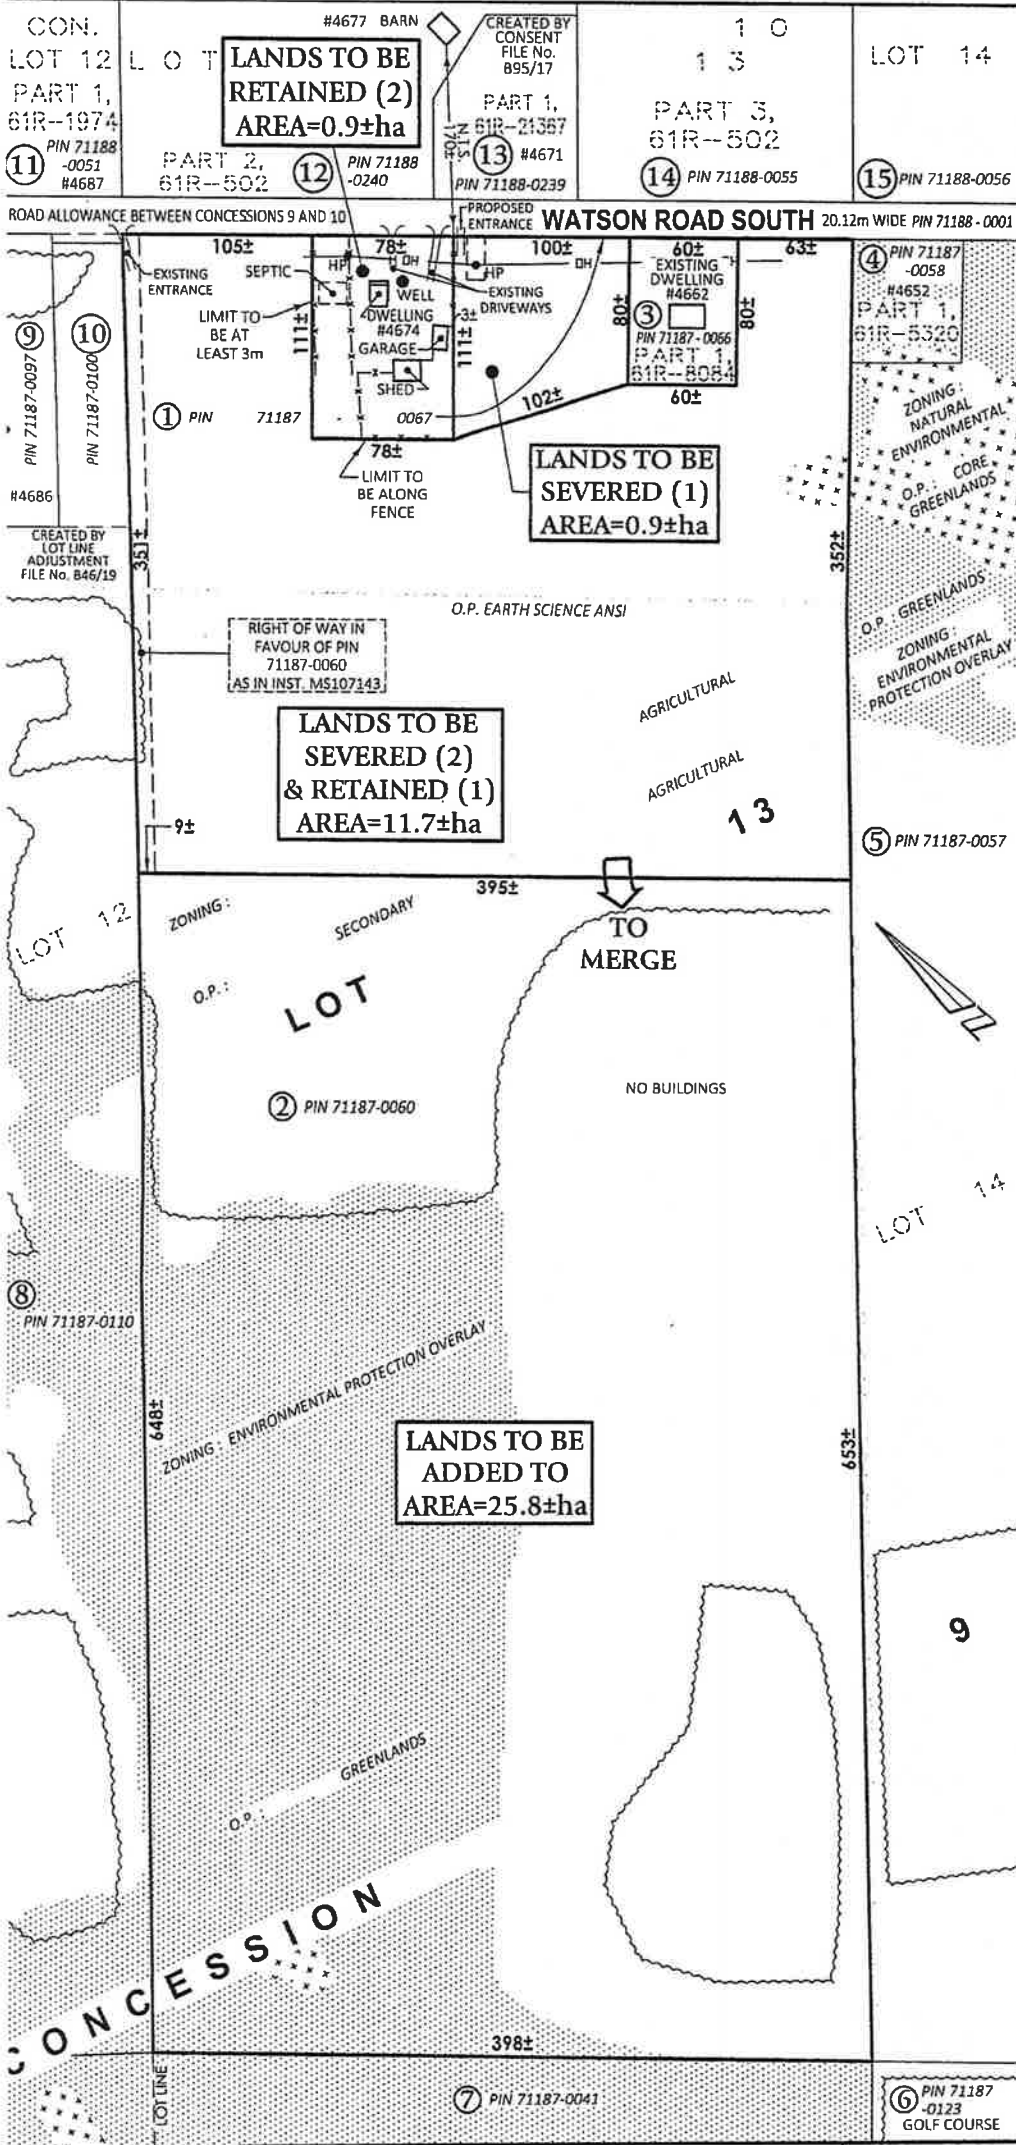 CON.
LOT 12
PART 1,
61R-1974
⑪
PIN 71188
-0051
#4687
L O T
PART 2,
61R-502
⑫
PIN 71188
-0240
#4677 BARN
LANDS TO BE
RETAINED (2)
AREA=0.9±ha
CREATED BY
CONSENT
FILE No.
B95/17
PART 1,
61R-21367
⑬ #4671
PIN 71188-0239
170±
N.T.S.
1 0
1 3
PART 3,
61R-502
⑭ PIN 71188-0055
LOT 14
⑮ PIN 71188-0056
ROAD ALLOWANCE BETWEEN CONCESSIONS 9 AND 10
PROPOSED
ENTRANCE
WATSON ROAD SOUTH 20.12m WIDE PIN 71188 - 0001
105±
78±
100±
60±
63±
EXISTING
ENTRANCE
SEPTIC
HP
OH
HP
OH
WELL
EXISTING
DRIVEWAYS
LIMIT TO
BE AT
LEAST 3m
111±
DWELLING
#4674
GARAGE
SHED
3±
111±
EXISTING
DWELLING
#4662
③
PIN 71187-0066
PART 1,
61R-8084
80±
80±
60±
102±
④ PIN 71187
-0058
#4652
PART 1,
61R-5320
⑨
PIN 71187-0097
⑩
PIN 71187-0100
#4686
① PIN 71187 - 0067
78±
LIMIT TO
BE ALONG
FENCE
LANDS TO BE
SEVERED (1)
AREA=0.9±ha
ZONING :
NATURAL
ENVIRONMENTAL
O.P. : CORE
GREENLANDS
CREATED BY
LOT LINE
ADJUSTMENT
FILE No. B46/19
351±
352±
O.P. EARTH SCIENCE ANSI
O.P. : GREENLANDS
ZONING :
ENVIRONMENTAL
PROTECTION OVERLAY
RIGHT OF WAY IN
FAVOUR OF PIN
71187-0060
AS IN INST. MS107143
AGRICULTURAL
LANDS TO BE
SEVERED (2)
& RETAINED (1)
AREA=11.7±ha
AGRICULTURAL
1 3
9±
⑤ PIN 71187-0057
395±
LOT 12
ZONING :
SECONDARY
TO
MERGE
O.P. :
LOT
NO BUILDINGS
② PIN 71187-0060
LOT 14
⑧
PIN 71187-0110
ZONING : ENVIRONMENTAL PROTECTION OVERLAY
648±
653±
LANDS TO BE
ADDED TO
AREA=25.8±ha
9
O.P. : GREENLANDS
CONCESSION
398±
LOT LINE
⑦ PIN 71187-0041
⑥ PIN 71187
-0123
GOLF COURSE